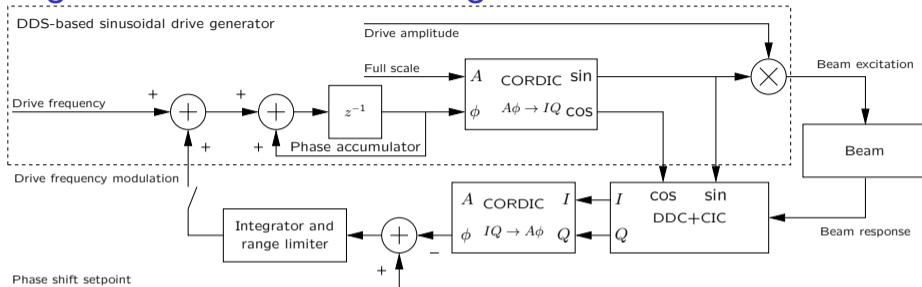 DDS-based sinusoidal drive generator
Drive amplitude
Full scale
A CORDIC sin
ϕ Aϕ → IQ cos
Drive frequency
+
+
+
+
z⁻¹
+
+
Phase accumulator
×
Beam excitation
Beam
Beam response
cos sin
I DDC+CIC
Q
A CORDIC I
ϕ IQ → Aϕ Q
−
+
+
Integrator and
range limiter
Drive frequency modulation
Phase shift setpoint